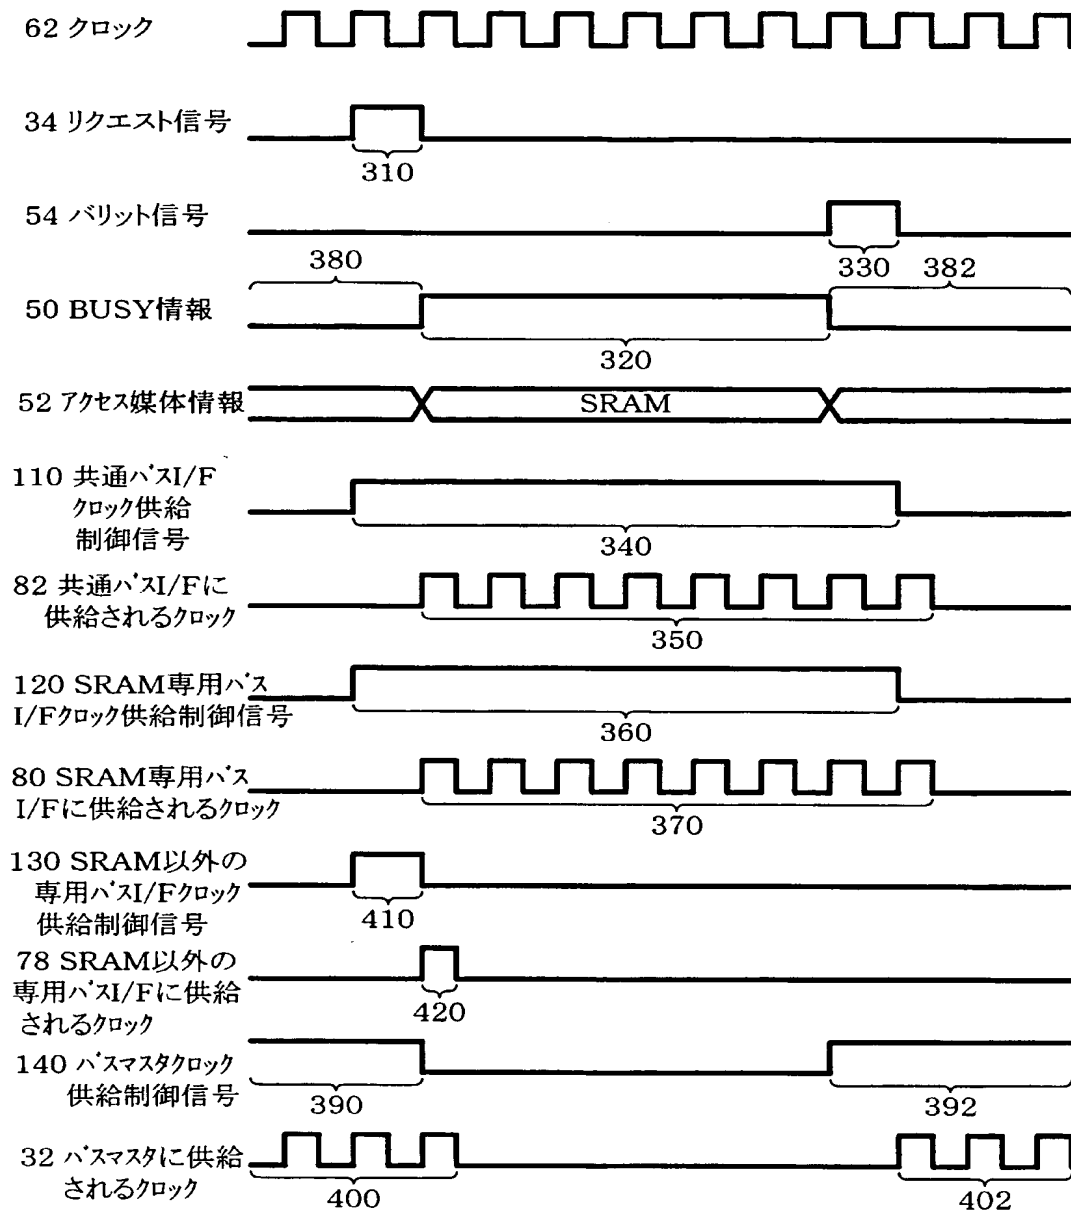 62 クロック
34 リクエスト信号
310
54 バリット信号
380
330
382
50 BUSY情報
320
52 アクセス媒体情報
SRAM
110 共通バスI/F
クロック供給
制御信号
340
82 共通バスI/Fに
供給されるクロック
350
120 SRAM専用バス
I/Fクロック供給制御信号
360
80 SRAM専用バス
I/Fに供給されるクロック
370
130 SRAM以外の
専用バスI/Fクロック
供給制御信号
410
78 SRAM以外の
専用バスI/Fに供給
されるクロック
420
140 バスマスタクロック
供給制御信号
390
392
32 バスマスタに供給
されるクロック
400
402